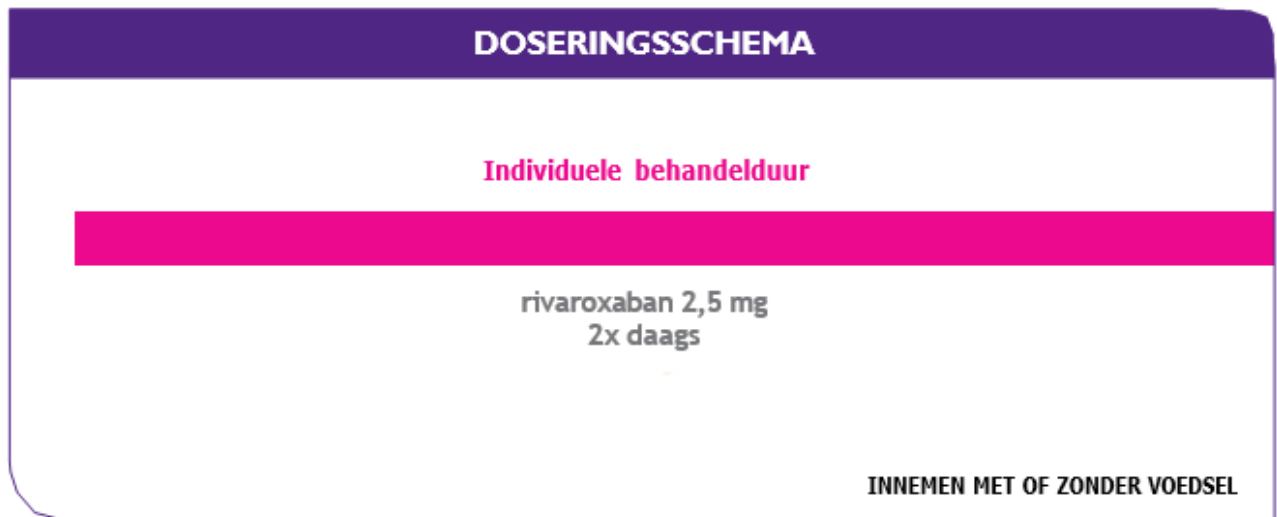 DOSERINGSSCHEMA
Individuele behandelduur
rivaroxaban 2,5 mg
2x daags
INNEMEN MET OF ZONDER VOEDSEL